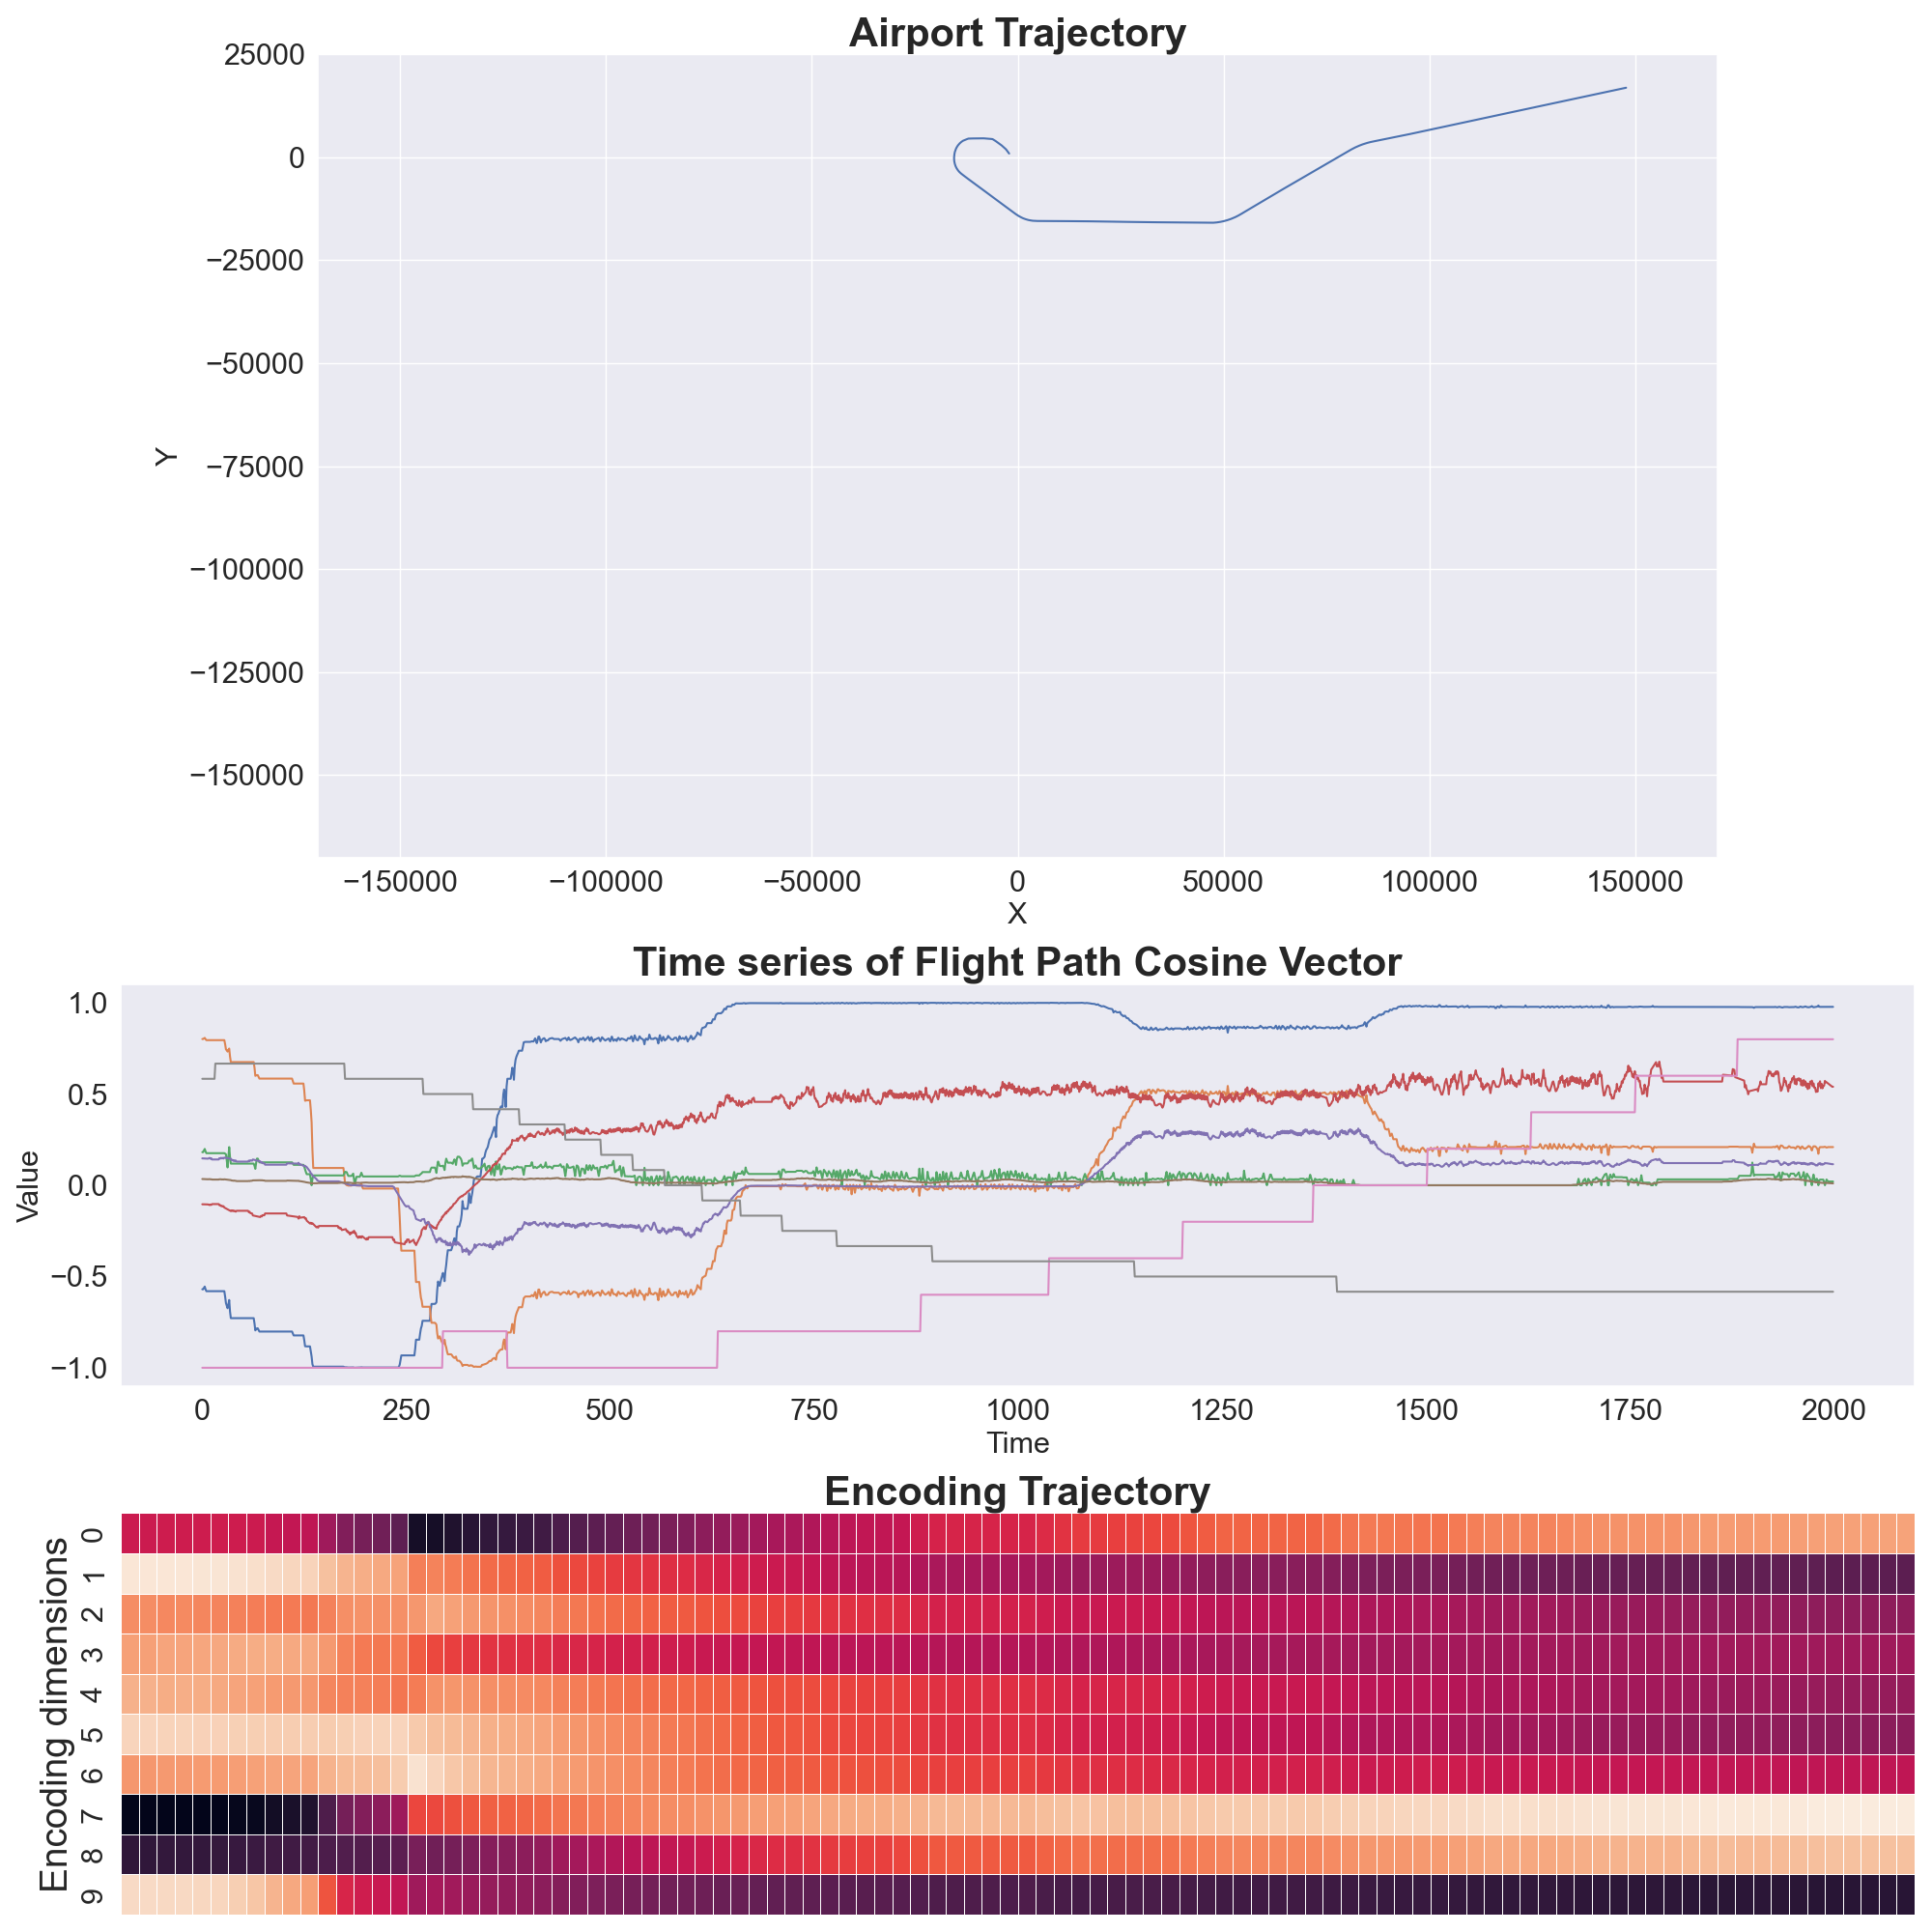 Airport Trajectory
25000
0
−25000
−50000
−75000
−100000
−125000
−150000
Y
−150000 −100000 −50000 0 50000 100000 150000
X
Time series of Flight Path Cosine Vector
1.0
0.5
0.0
−0.5
−1.0
Value
0 250 500 750 1000 1250 1500 1750 2000
Time
Encoding Trajectory
Encoding dimensions
0
1
2
3
4
5
6
7
8
9